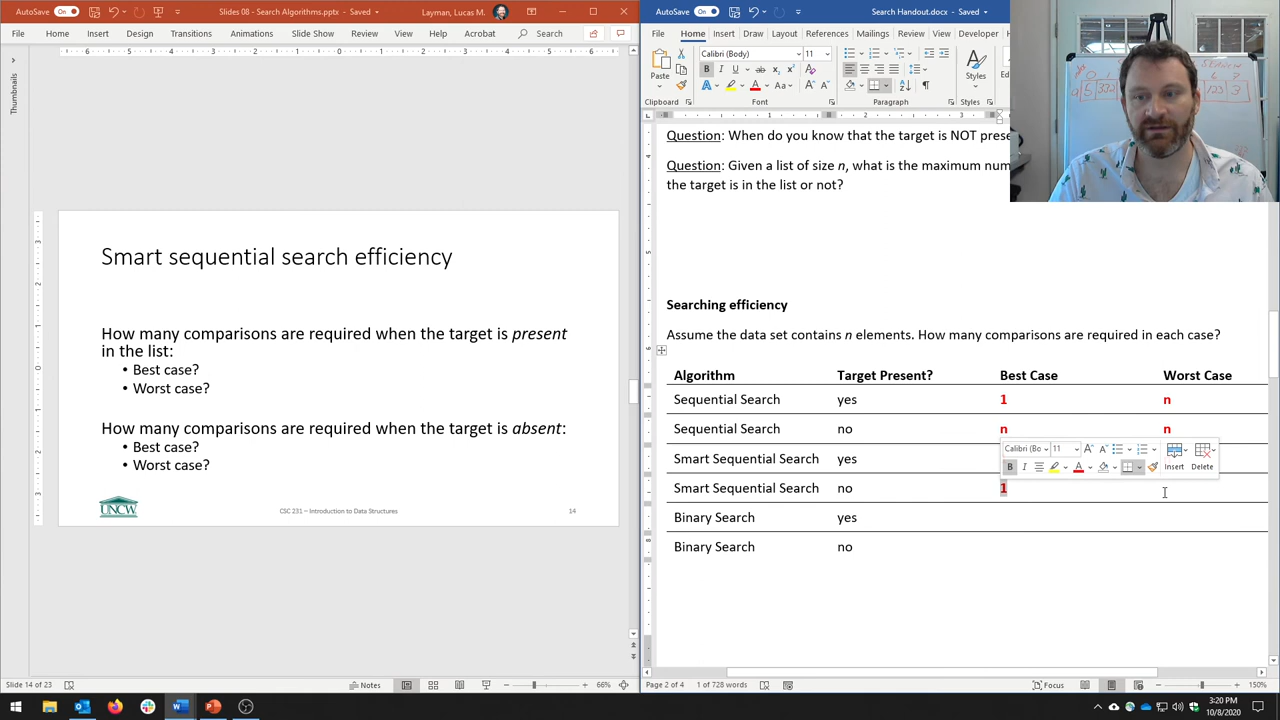 AutoSave On Slides 08 - Search Algorithms.pptx - Saved Layman, Lucas M.
File Home Insert Design Transitions Animations Slide Show Review View Help Search
Thumbnails
Smart sequential search efficiency
How many comparisons are required when the target is present
in the list:
• Best case?
• Worst case?
How many comparisons are required when the target is absent:
• Best case?
• Worst case?
UNCW CSC 231 – Introduction to Data Structures 14
Slide 14 of 23 Notes 66%
AutoSave On Search Handout.docx - Saved
File Home Insert Draw Layout References Mailings Review View Developer
Calibri (Body) 11
Paste Styles Editing
Clipboard Font Paragraph Styles
Question: When do you know that the target is NOT
Question: Given a list of size n, what is the maximum
the target is in the list or not?
Searching efficiency
Assume the data set contains n elements. How many comparisons are required in each case?
Algorithm Target Present? Best Case Worst Case
Sequential Search yes 1 n
Sequential Search no n n
Calibri (Bo 11
Insert Delete
Smart Sequential Search yes
Smart Sequential Search no 1
Binary Search yes
Binary Search no
Page 2 of 4 1 of 728 words Focus 150%
3:20 PM
10/8/2020